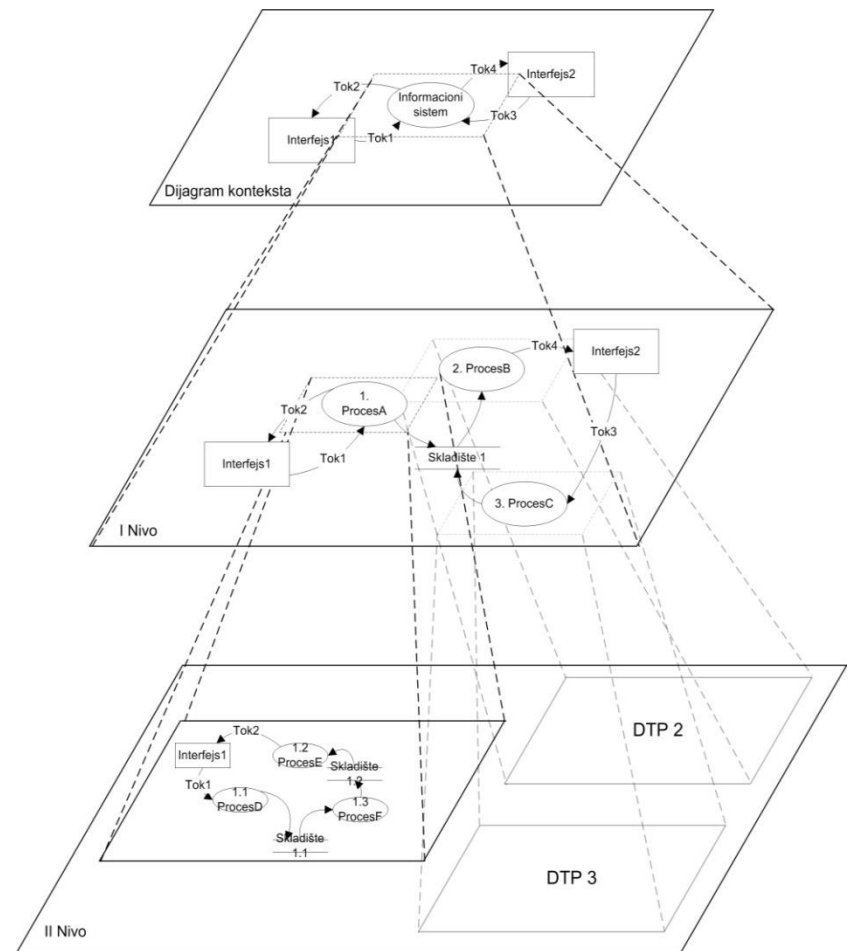 Tok4
Interfejs2
Tok2
Informacioni
sistem
Tok3
Interfejs1
Tok1
Dijagram konteksta
Tok4
Interfejs2
2. ProcesB
1.
ProcesA
Tok2
Tok3
Skladište 1
Interfejs1
Tok1
3. ProcesC
I Nivo
Tok2
1.2
ProcesE
Interfejs1
Skladište
1.2
Tok1
1.1
ProcesD
1.3
ProcesF
Skladište
1.1
DTP 2
DTP 3
II Nivo